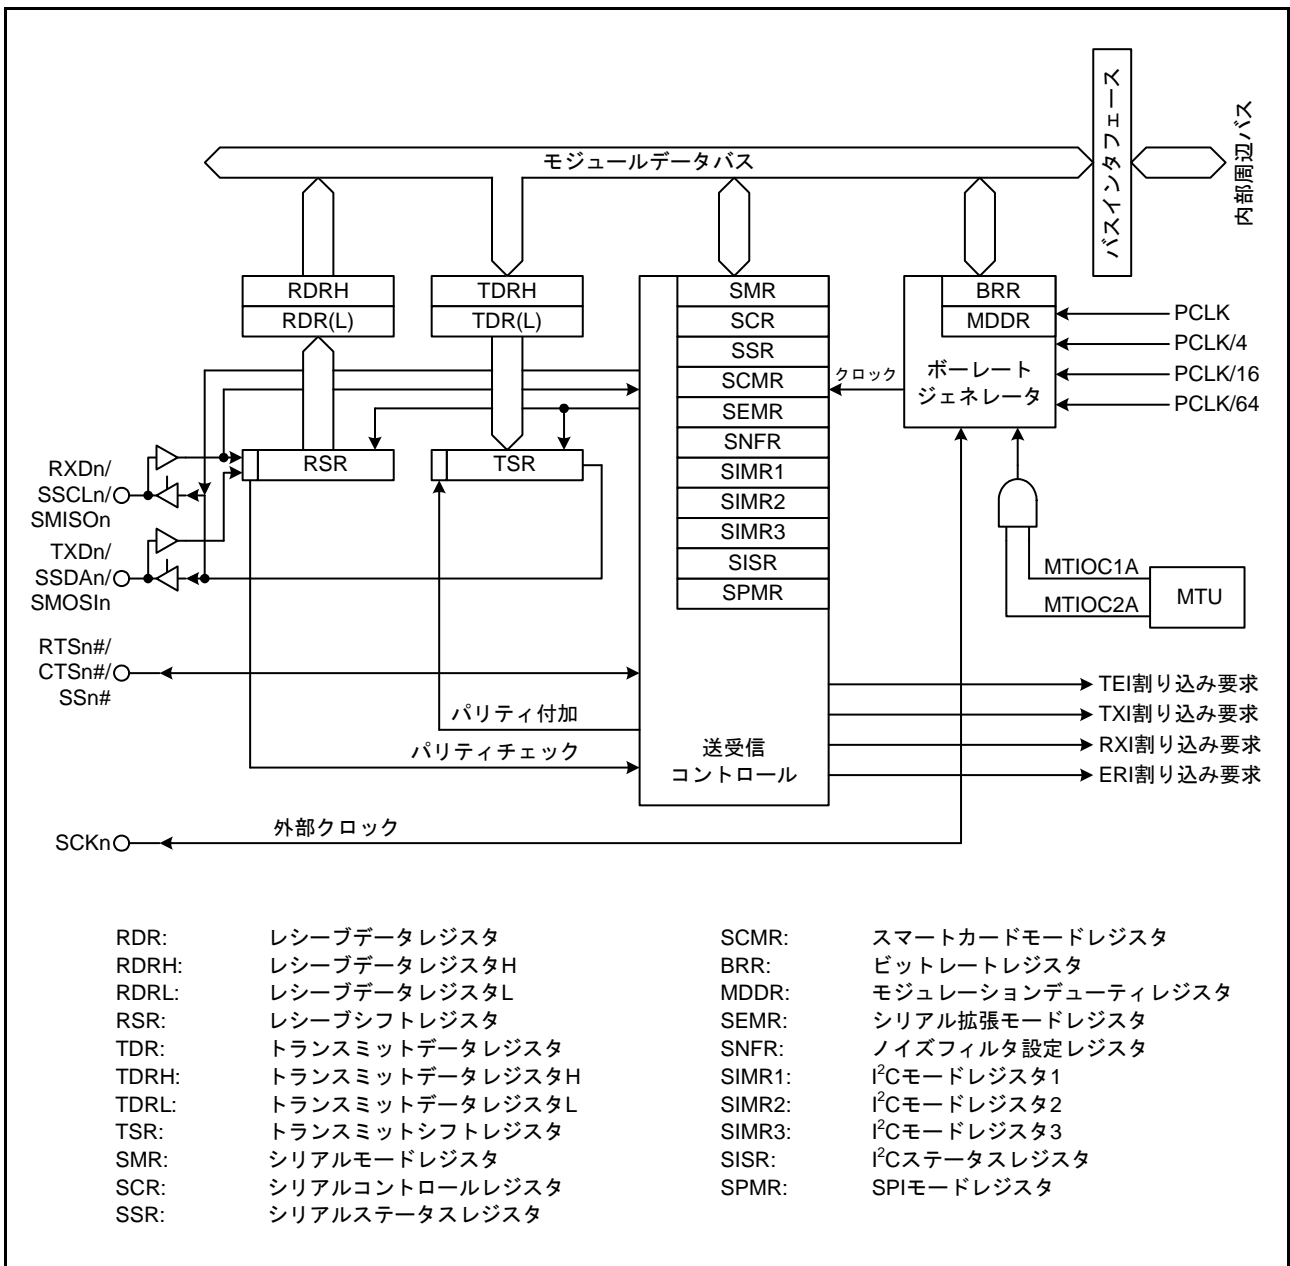 モジュールデータバス
バスインタフェース
内部周辺バス
RDRH
RDR(L)
TDRH
TDR(L)
SMR
SCR
SSR
SCMR
SEMR
SNFR
SIMR1
SIMR2
SIMR3
SISR
SPMR
送受信
コントロール
BRR
MDDR
ボーレート
ジェネレータ
クロック
PCLK
PCLK/4
PCLK/16
PCLK/64
RSR
TSR
RXDn/
SSCLn/
SMISOn
TXDn/
SSDAn/
SMOSIn
RTSn#/
CTSn#/
SSn#
MTIOC1A
MTIOC2A
MTU
パリティ付加
パリティチェック
TEI割り込み要求
TXI割り込み要求
RXI割り込み要求
ERI割り込み要求
SCKn
外部クロック
RDR: レシーブデータレジスタ
RDRH: レシーブデータレジスタH
RDRL: レシーブデータレジスタL
RSR: レシーブシフトレジスタ
TDR: トランスミットデータレジスタ
TDRH: トランスミットデータレジスタH
TDRL: トランスミットデータレジスタL
TSR: トランスミットシフトレジスタ
SMR: シリアルモードレジスタ
SCR: シリアルコントロールレジスタ
SSR: シリアルステータスレジスタ
SCMR: スマートカードモードレジスタ
BRR: ビットレートレジスタ
MDDR: モジュレーションデューティレジスタ
SEMR: シリアル拡張モードレジスタ
SNFR: ノイズフィルタ設定レジスタ
SIMR1: I²Cモードレジスタ1
SIMR2: I²Cモードレジスタ2
SIMR3: I²Cモードレジスタ3
SISR: I²Cステータスレジスタ
SPMR: SPIモードレジスタ